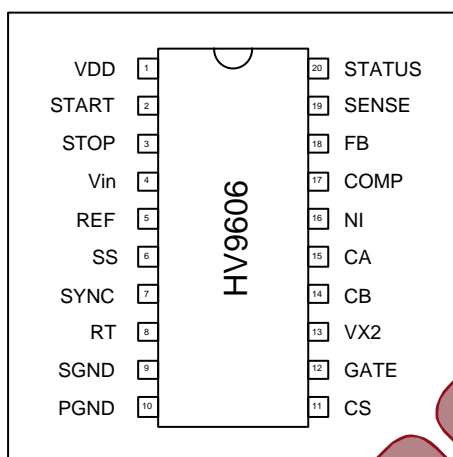 VDD 1 20 STATUS
START 2 19 SENSE
STOP 3 18 FB
Vin 4 17 COMP
REF 5 16 NI
SS 6 15 CA
SYNC 7 14 CB
RT 8 13 VX2
SGND 9 12 GATE
PGND 10 11 CS
HV9606